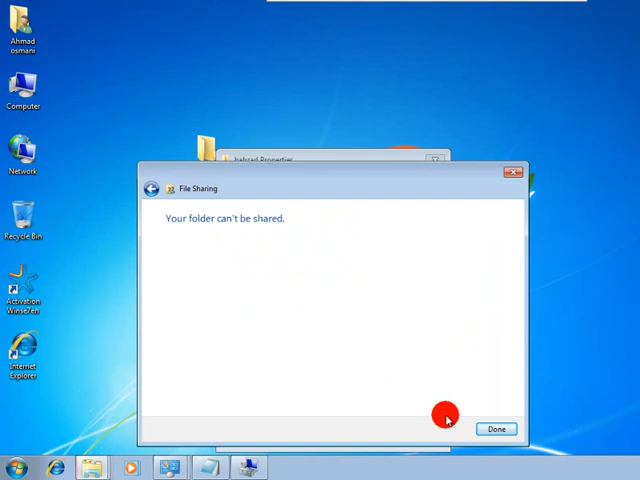 Ahmad
osmani
Computer
Network
Recycle Bin
Activation
Winse7en
Internet
Explorer
bahzad Properties
File Sharing
Your folder can't be shared.
Done